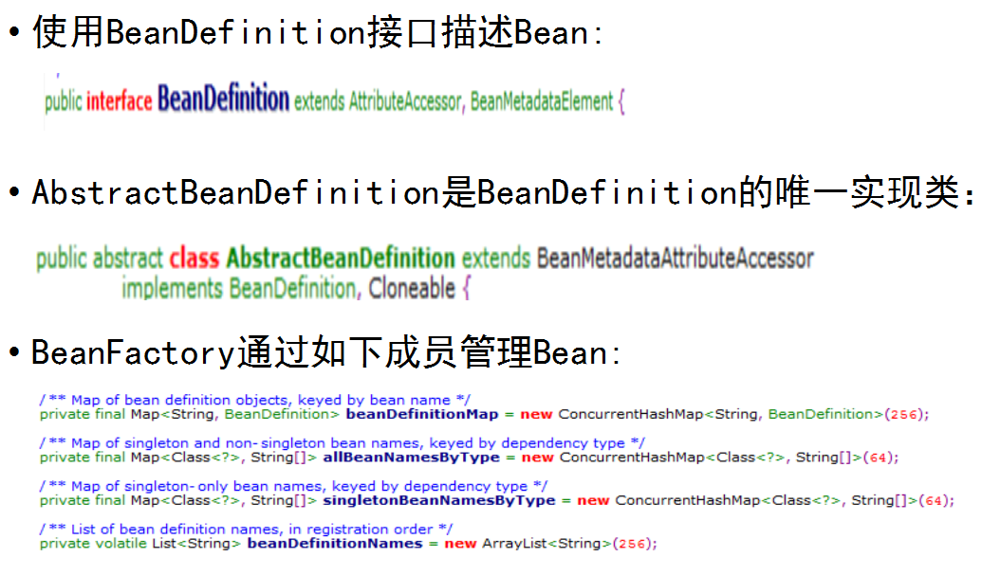 • 使用BeanDefinition接口描述Bean:
public interface BeanDefinition extends AttributeAccessor, BeanMetadataElement {
• AbstractBeanDefinition是BeanDefinition的唯一实现类：
public abstract class AbstractBeanDefinition extends BeanMetadataAttributeAccessor
implements BeanDefinition, Cloneable {
• BeanFactory通过如下成员管理Bean:
/** Map of bean definition objects, keyed by bean name */
private final Map<String, BeanDefinition> beanDefinitionMap = new ConcurrentHashMap<String, BeanDefinition>(256);
/** Map of singleton and non-singleton bean names, keyed by dependency type */
private final Map<Class<?>, String[]> allBeanNamesByType = new ConcurrentHashMap<Class<?>, String[]>(64);
/** Map of singleton-only bean names, keyed by dependency type */
private final Map<Class<?>, String[]> singletonBeanNamesByType = new ConcurrentHashMap<Class<?>, String[]>(64);
/** List of bean definition names, in registration order */
private volatile List<String> beanDefinitionNames = new ArrayList<String>(256);